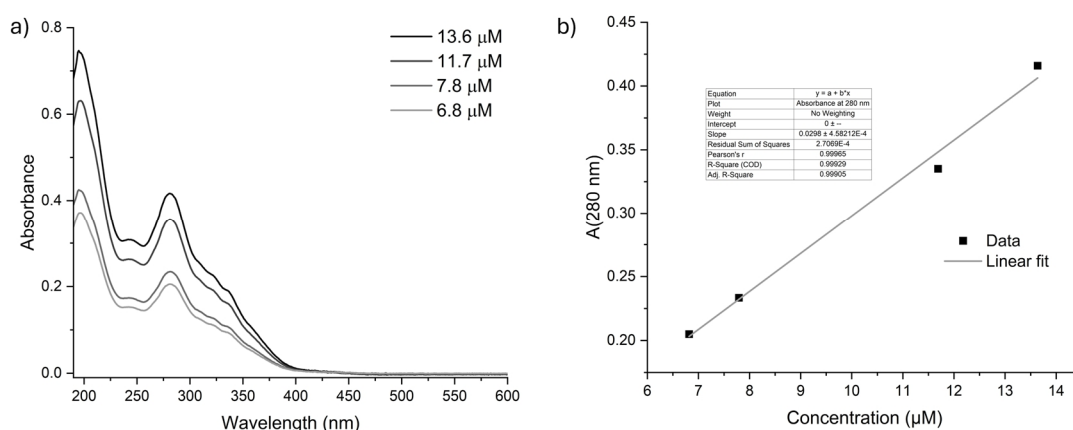 a)
0.8
0.6
0.4
0.2
0.0
Absorbance
13.6 μM
11.7 μM
7.8 μM
6.8 μM
200 250 300 350 400 450 500 550 600
Wavelength (nm)
b)
0.45
0.40
0.35
0.30
0.25
0.20
A(280 nm)
Equation y = a + b*x
Plot Absorbance at 280 nm
Weight No Weighting
Intercept 0 ± --
Slope 0.0298 ± 4.58212E-4
Residual Sum of Squares 2.7069E-4
Pearson's r 0.99965
R-Square (COD) 0.99929
Adj. R-Square 0.99905
Data
Linear fit
6 7 8 9 10 11 12 13 14
Concentration (μM)